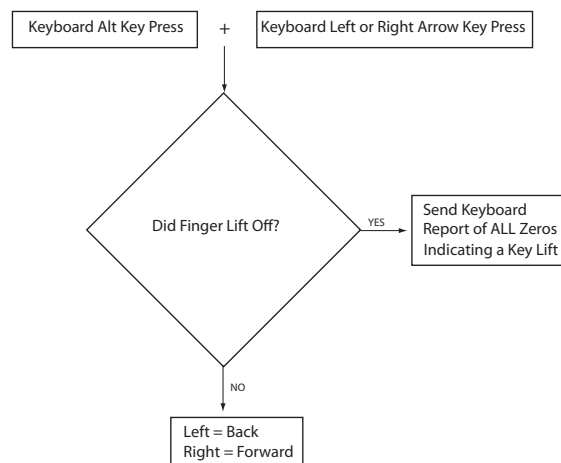 Keyboard Alt Key Press + Keyboard Left or Right Arrow Key Press
Did Finger Lift Off?
YES
Send Keyboard
Report of ALL Zeros
Indicating a Key Lift
NO
Left = Back
Right = Forward